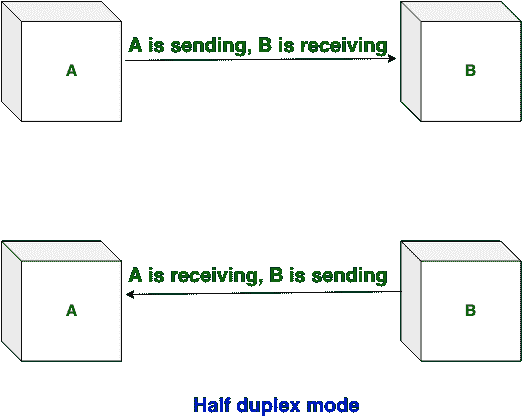 A is sending, B is receiving
A
B
A is receiving, B is sending
A
B
Half duplex mode